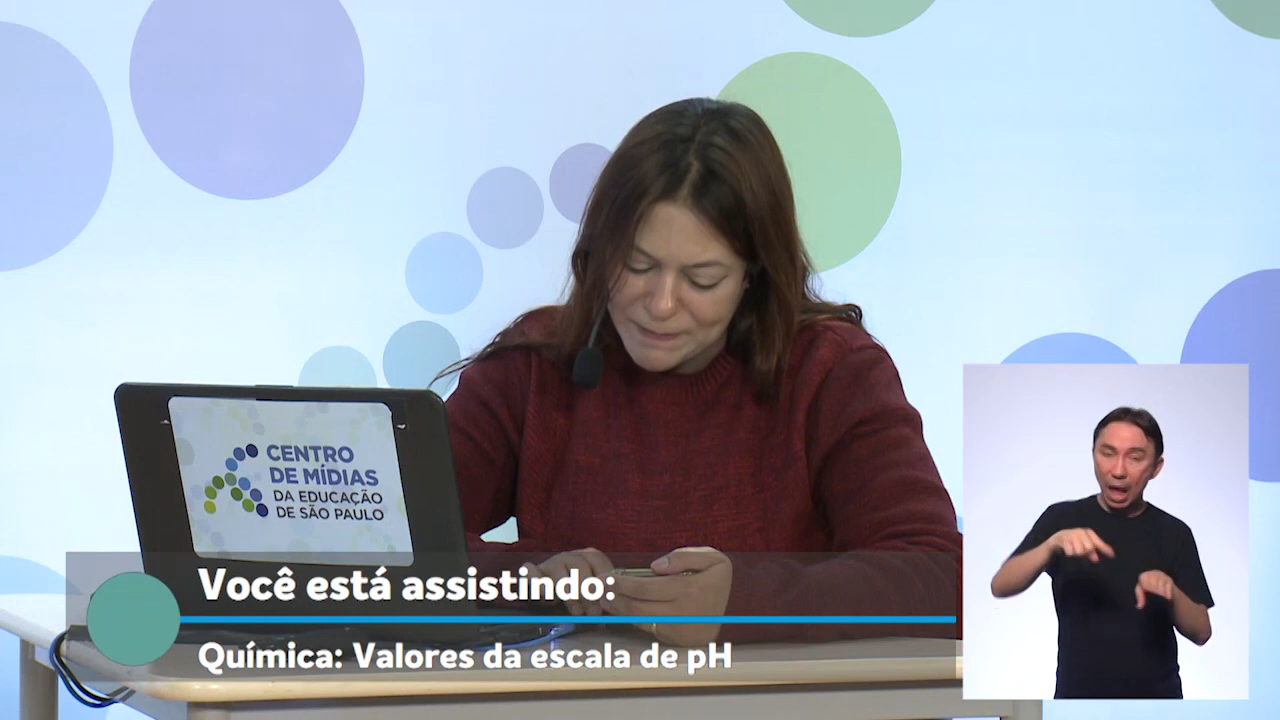 CENTRO
DE MÍDIAS
DA EDUCAÇÃO
DE SÃO PAULO
Você está assistindo:
Química: Valores da escala de pH